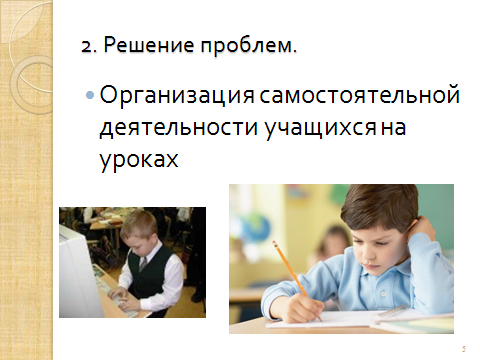 2. Решение проблем.
Организация самостоятельной
деятельности учащихся на
уроках
5